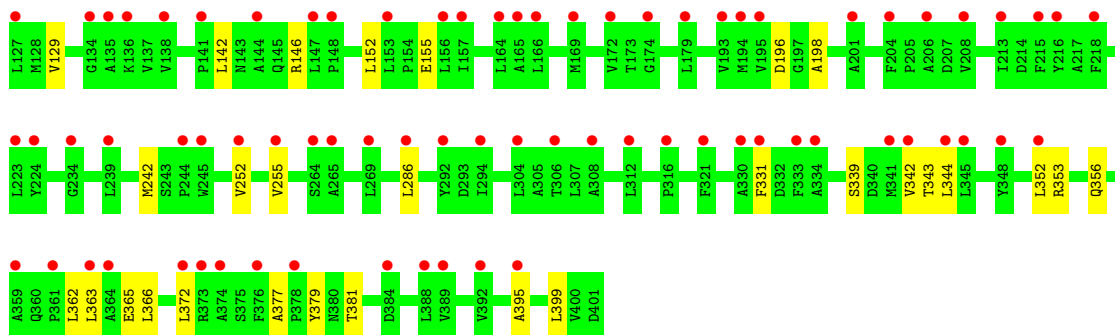 L127 M128 V129 G134 A135 K136 V137 V138 P141 L142 N143 A144 Q145 R146 L147 P148 L152 L153 P154 E155 L156 I157 L164 A165 L166 M169 V172 T173 G174 L179 V193 M194 V195 D196 G197 A198 A201 F204 P205 A206 D207 V208 I213 D214 F215 Y216 A217 F218
L223 Y224 G234 L239 M242 S243 P244 W245 V252 V255 S264 A265 L269 L286 Y292 D293 I294 L304 A305 T306 L307 A308 L312 P316 F321 A330 F331 D332 F333 A334 S339 D340 M341 V342 T343 L344 L345 Y348 L352 R353 Q356
A359 Q360 P361 L362 L363 A364 E365 L366 L372 R373 A374 S375 F376 A377 P378 Y379 N380 T381 D384 L388 V389 V392 A395 L399 V400 D401